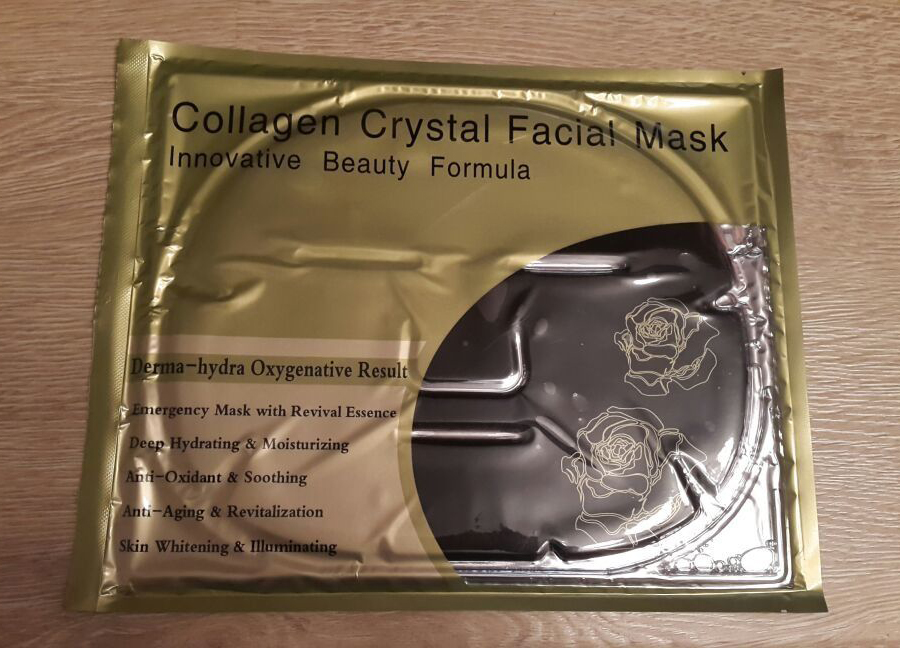 Collagen Crystal Facial Mask
Innovative Beauty Formula
Derma-hydra Oxygenative Result
Emergency Mask with Revival Essence
Deep Hydrating & Moisturizing
Anti-Oxidant & Soothing
Anti-Aging & Revitalization
Skin Whitening & Illuminating